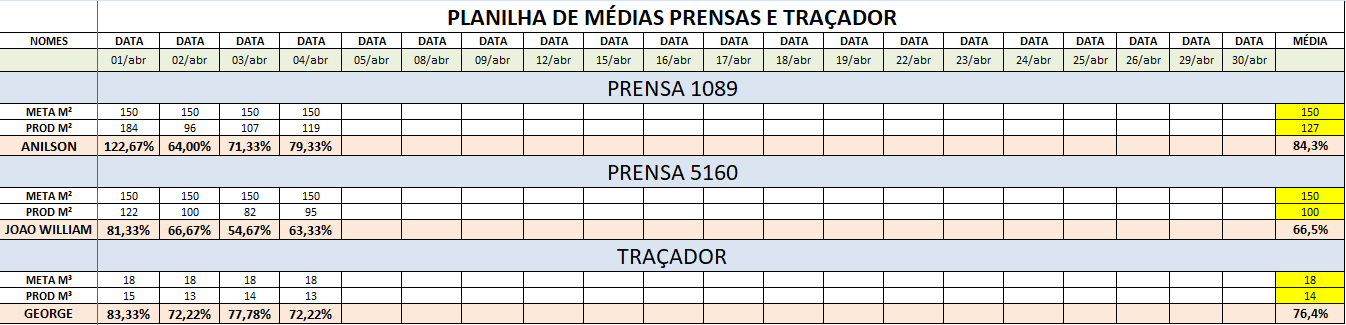 PLANILHA DE MÉDIAS PRENSAS E TRAÇADOR
NOMES DATA DATA DATA DATA DATA DATA DATA DATA DATA DATA DATA DATA DATA DATA DATA DATA DATA DATA DATA DATA MÉDIA
01/abr 02/abr 03/abr 04/abr 05/abr 08/abr 09/abr 12/abr 15/abr 16/abr 17/abr 18/abr 19/abr 22/abr 23/abr 24/abr 25/abr 26/abr 29/abr 30/abr
PRENSA 1089
META M² 150 150 150 150 150
PROD M² 184 96 107 119 127
ANILSON 122,67% 64,00% 71,33% 79,33% 84,3%
PRENSA 5160
META M² 150 150 150 150 150
PROD M² 122 100 82 95 100
JOAO WILLIAM 81,33% 66,67% 54,67% 63,33% 66,5%
TRAÇADOR
META M³ 18 18 18 18 18
PROD M³ 15 13 14 13 14
GEORGE 83,33% 72,22% 77,78% 72,22% 76,4%